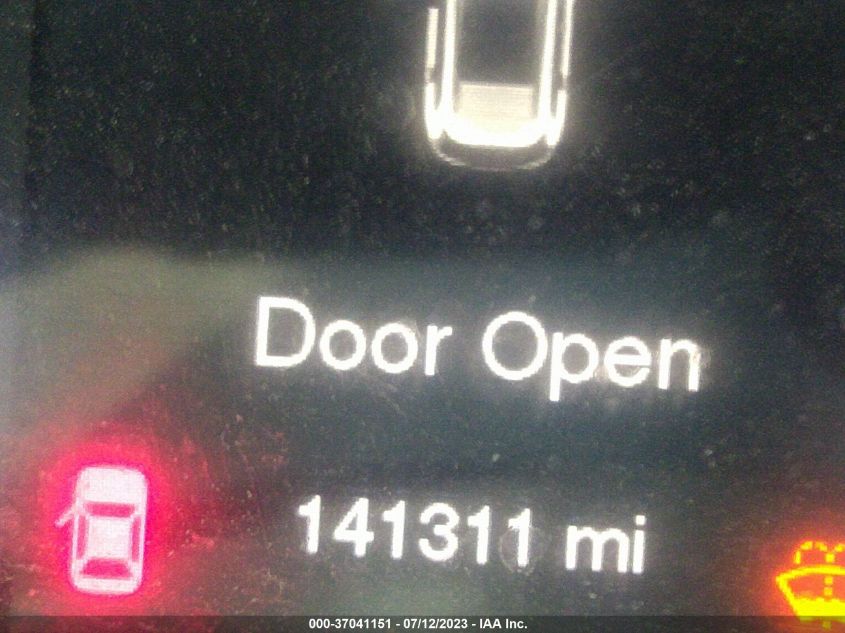 Door Open
141311 mi
000-37041151 - 07/12/2023 - IAA Inc.